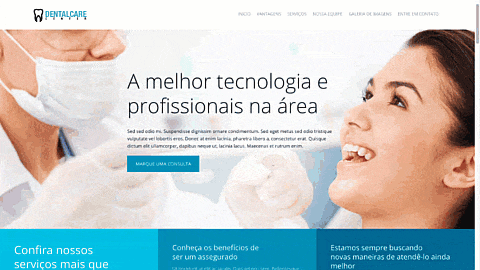 DENTALCARE
CENTER
INÍCIO VANTAGENS SERVIÇOS NOSSA EQUIPE GALERIA DE IMAGENS ENTRE EM CONTATO
A melhor tecnologia e
profissionais na área
Sed sed odio mi. Suspendisse dignissim ornare condimentum. Sed eget metus sed odio tristique
vulputate vel lobortis eros. Donec at enim lacinia, pharetra libero a, consectetur erat. Quisque
dictum elit ullamcorper, dapibus neque ut, lacinia lacus. Maecenas et rutrum enim.
MARQUE UMA CONSULTA
Confira nossos
serviços mais que
Conheça os benefícios de
ser um assegurado
Estamos sempre buscando
novas maneiras de atendê-lo ainda
melhor